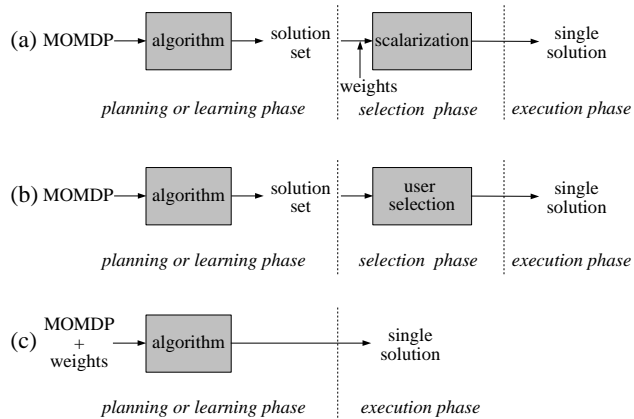 (a) MOMDP algorithm solution set weights scalarization single solution
planning or learning phase selection phase execution phase
(b) MOMDP algorithm solution set user selection single solution
planning or learning phase selection phase execution phase
(c) MOMDP + weights algorithm single solution
planning or learning phase execution phase